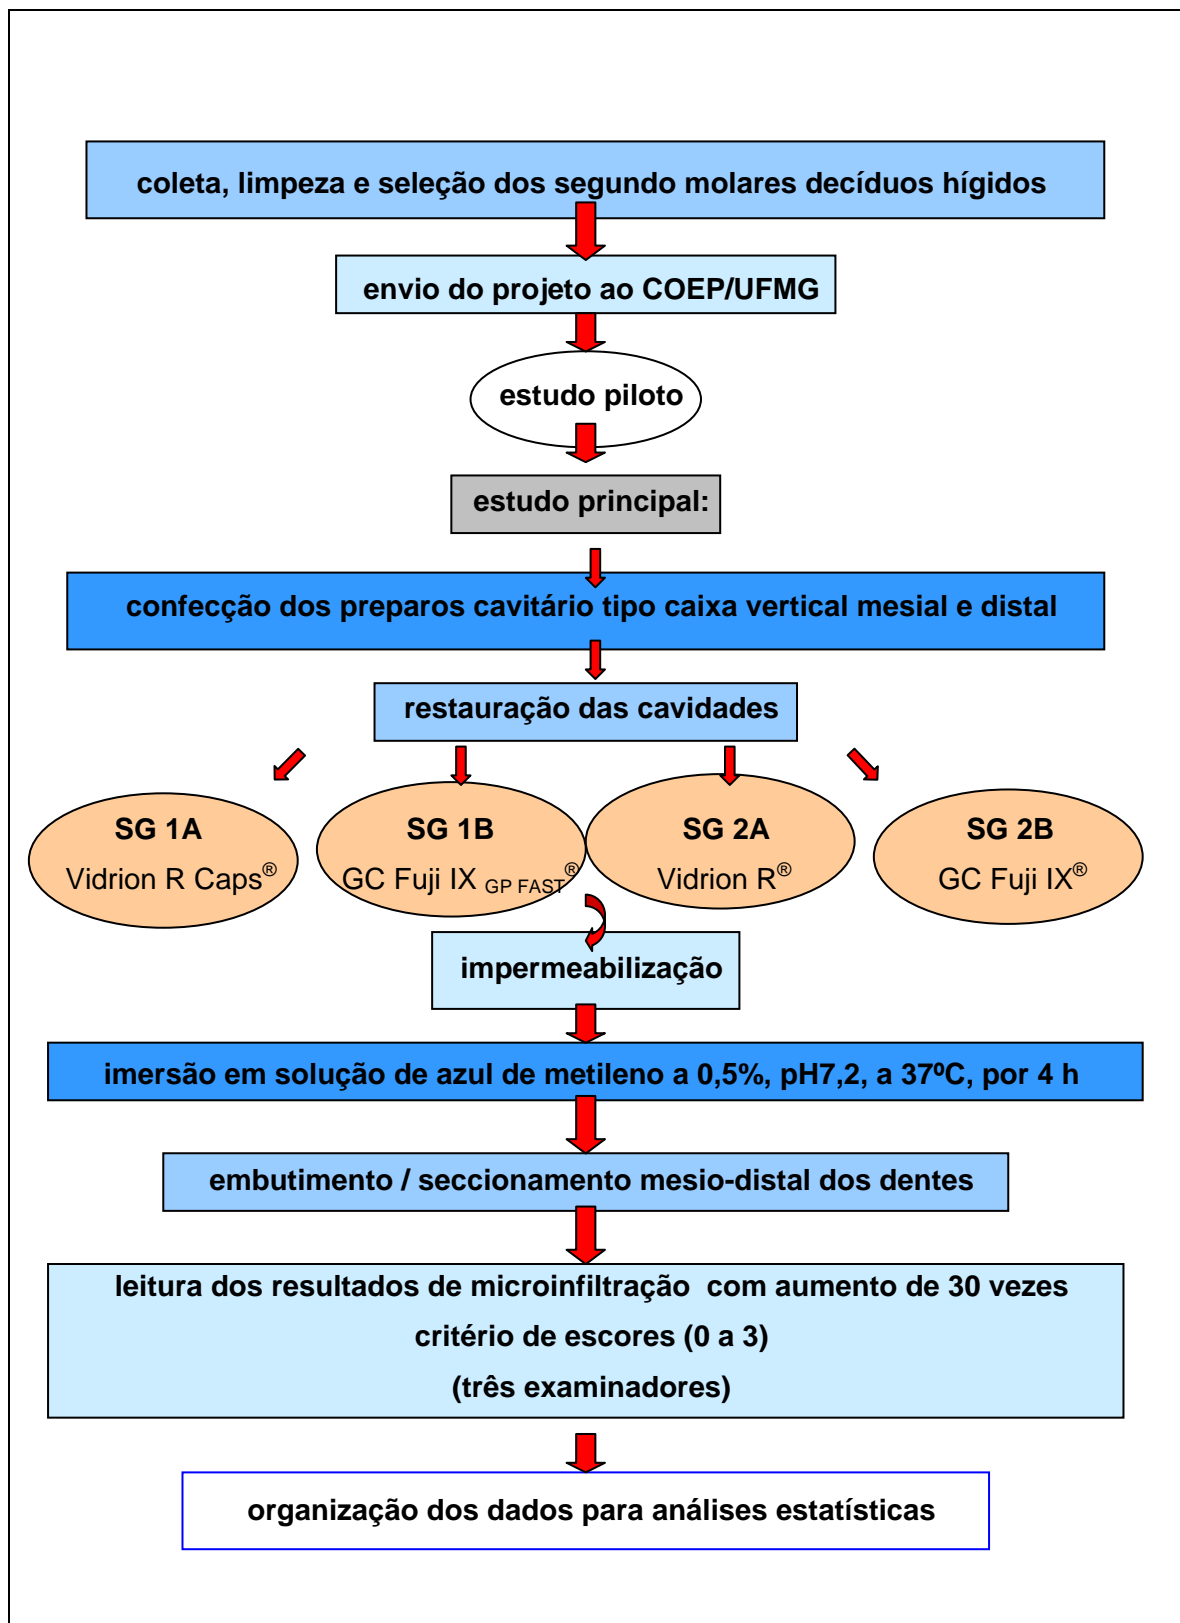 coleta, limpeza e seleção dos segundo molares decíduos hígidos
envio do projeto ao COEP/UFMG
estudo piloto
estudo principal:
confecção dos preparos cavitário tipo caixa vertical mesial e distal
restauração das cavidades
SG 1A
Vidrion R Caps®
SG 1B
GC Fuji IX GP FAST®
SG 2A
Vidrion R®
SG 2B
GC Fuji IX®
impermeabilização
imersão em solução de azul de metileno a 0,5%, pH7,2, a 37ºC, por 4 h
embutimento / seccionamento mesio-distal dos dentes
leitura dos resultados de microinfiltração com aumento de 30 vezes
critério de escores (0 a 3)
(três examinadores)
organização dos dados para análises estatísticas